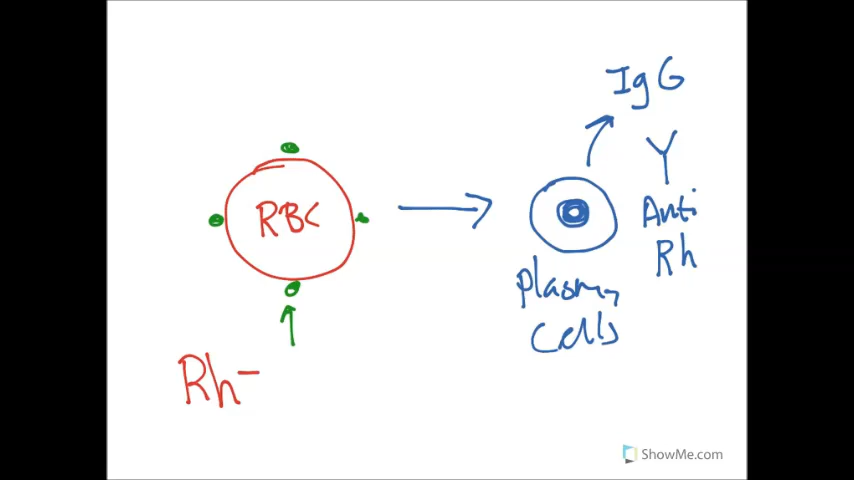 IgG
RBC
Y
Anti
Rh
Plasma
Cells
Rh-
ShowMe.com